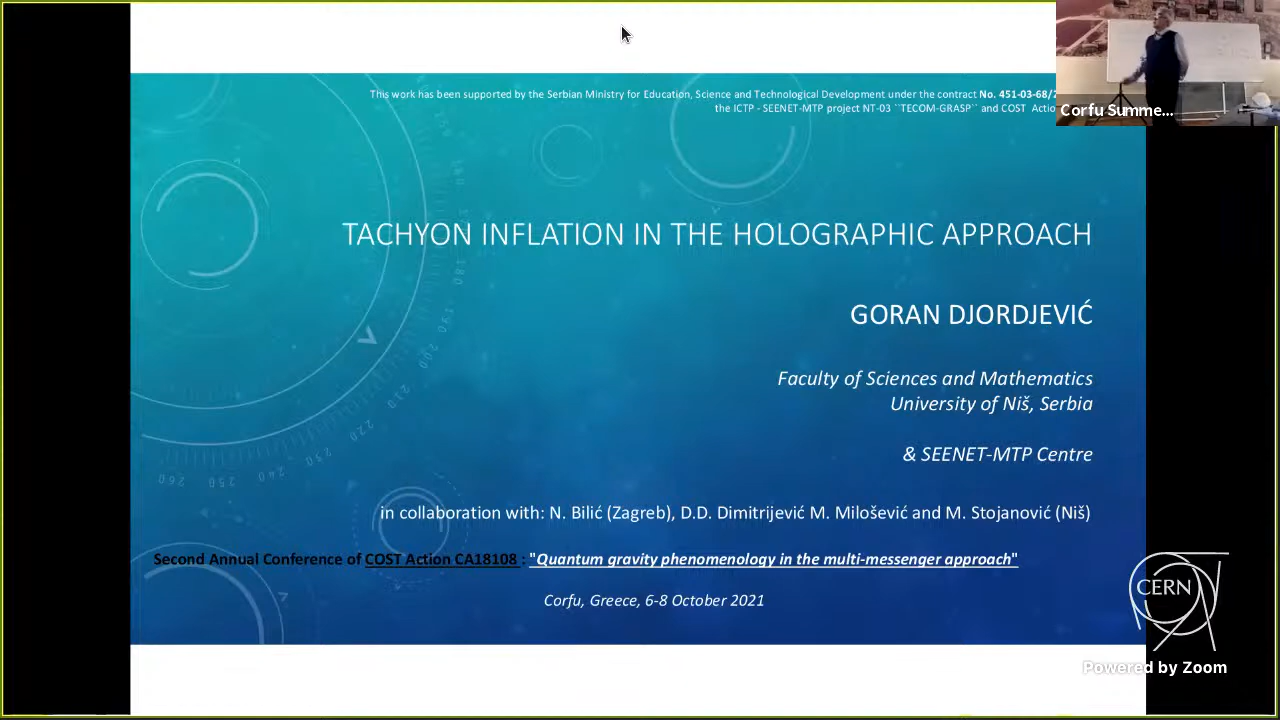 This work has been supported by the Serbian Ministry for Education, Science and Technological Development under the contract No. 451-03-68/
the ICTP - SEENET-MTP project NT-03 ``TECOM-GRASP`` and COST Actio
Corfu Summe...
TACHYON INFLATION IN THE HOLOGRAPHIC APPROACH
GORAN DJORDJEVIĆ
Faculty of Sciences and Mathematics
University of Niš, Serbia
& SEENET-MTP Centre
in collaboration with: N. Bilić (Zagreb), D.D. Dimitrijević M. Milošević and M. Stojanović (Niš)
Second Annual Conference of COST Action CA18108 : "Quantum gravity phenomenology in the multi-messenger approach"
Corfu, Greece, 6-8 October 2021
CERN
Powered by Zoom